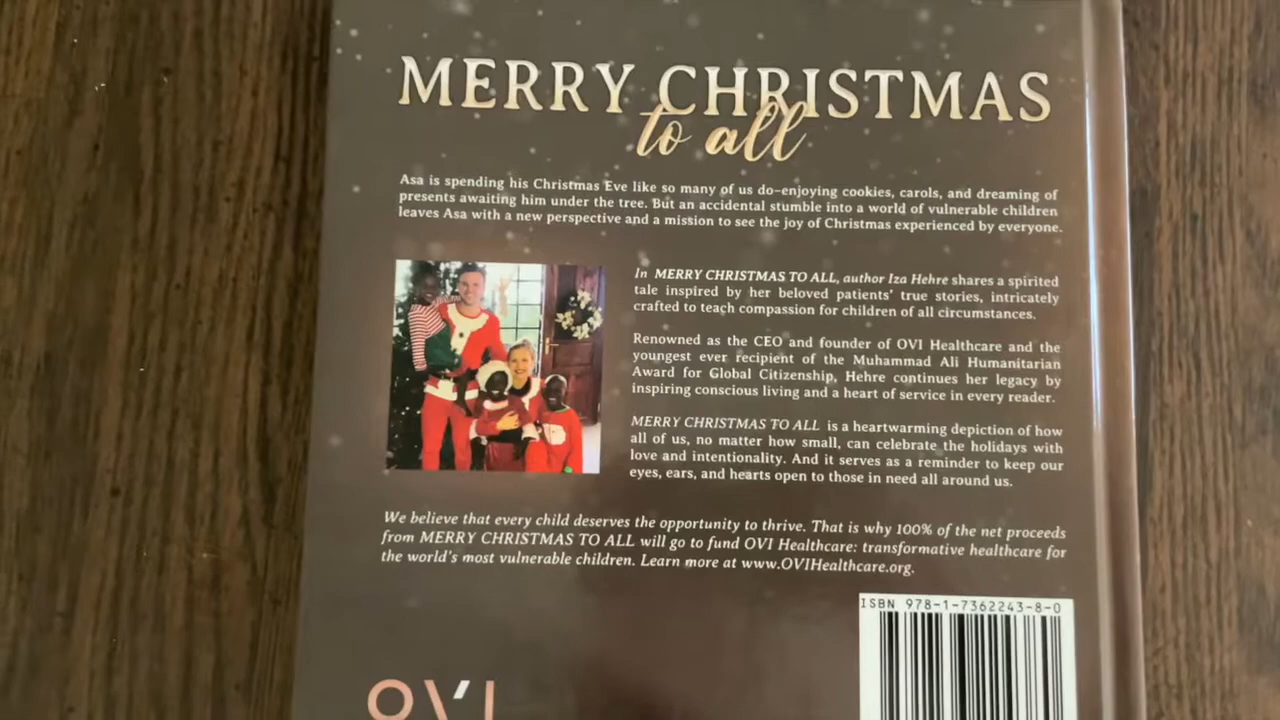 MERRY CHRISTMAS
to all
Asa is spending his Christmas Eve like so many of us do–enjoying cookies, carols, and dreaming of
presents awaiting him under the tree. But an accidental stumble into a world of vulnerable children
leaves Asa with a new perspective and a mission to see the joy of Christmas experienced by everyone.
In MERRY CHRISTMAS TO ALL, author Iza Hehre shares a spirited
tale inspired by her beloved patients' true stories, intricately
crafted to teach compassion for children of all circumstances.
Renowned as the CEO and founder of OVI Healthcare and the
youngest ever recipient of the Muhammad Ali Humanitarian
Award for Global Citizenship, Hehre continues her legacy by
inspiring conscious living and a heart of service in every reader.
MERRY CHRISTMAS TO ALL is a heartwarming depiction of how
all of us, no matter how small, can celebrate the holidays with
love and intentionality. And it serves as a reminder to keep our
eyes, ears, and hearts open to those in need all around us.
We believe that every child deserves the opportunity to thrive. That is why 100% of the net proceeds
from MERRY CHRISTMAS TO ALL will go to fund OVI Healthcare: transformative healthcare for
the world's most vulnerable children. Learn more at www.OVIHealthcare.org.
ISBN 978-1-7362243-8-0
OVI